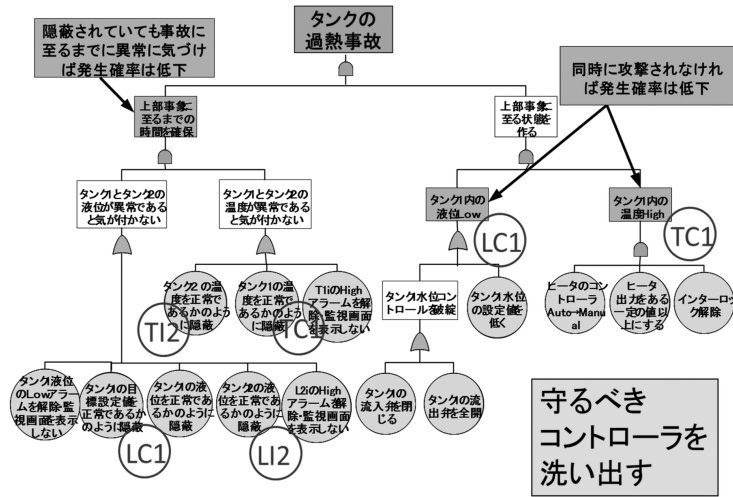 タンクの
過熱事故
隠蔽されていても事故に
至るまでに異常に気づけ
ば発生確率は低下
同時に攻撃されなけれ
ば発生確率は低下
上部事象に
至るまでの
時間を確保
上部事象に
至る状態を
作る
タンク1とタンク2の
液位が異常である
と気が付かない
タンク1とタンク2の
温度が異常である
と気が付かない
タンク1内の
液位Low
タンク1内の
温度High
LC1
TC1
タンク2の温
度を正常で
あるかのよう
に隠蔽
タンク1の温
度を正常で
あるかのよう
に隠蔽
T1iのHigh
アラームを解
除・監視画面
を表示しない
TI2
TC1
タンク水位コント
ロールを破綻
タンク水位
の設定値を
低く
ヒータのコント
ローラ
Auto→Manu
al
ヒータ
出力をある
一定の値以
上にする
インターロッ
ク解除
タンク液位
のLowアラー
ムを解除・監
視画面を表示
しない
タンクの目
標設定値を
正常であるか
のように隠蔽
タンク1の液
位を正常であ
るかのように
隠蔽
タンク2の液
位を正常であ
るかのように
隠蔽
L2iのHigh
アラームを解
除・監視画面
を表示しない
タンクの
流入弁を閉
じる
タンクの流
出弁を全開
LC1
LI2
守るべき
コントローラを
洗い出す